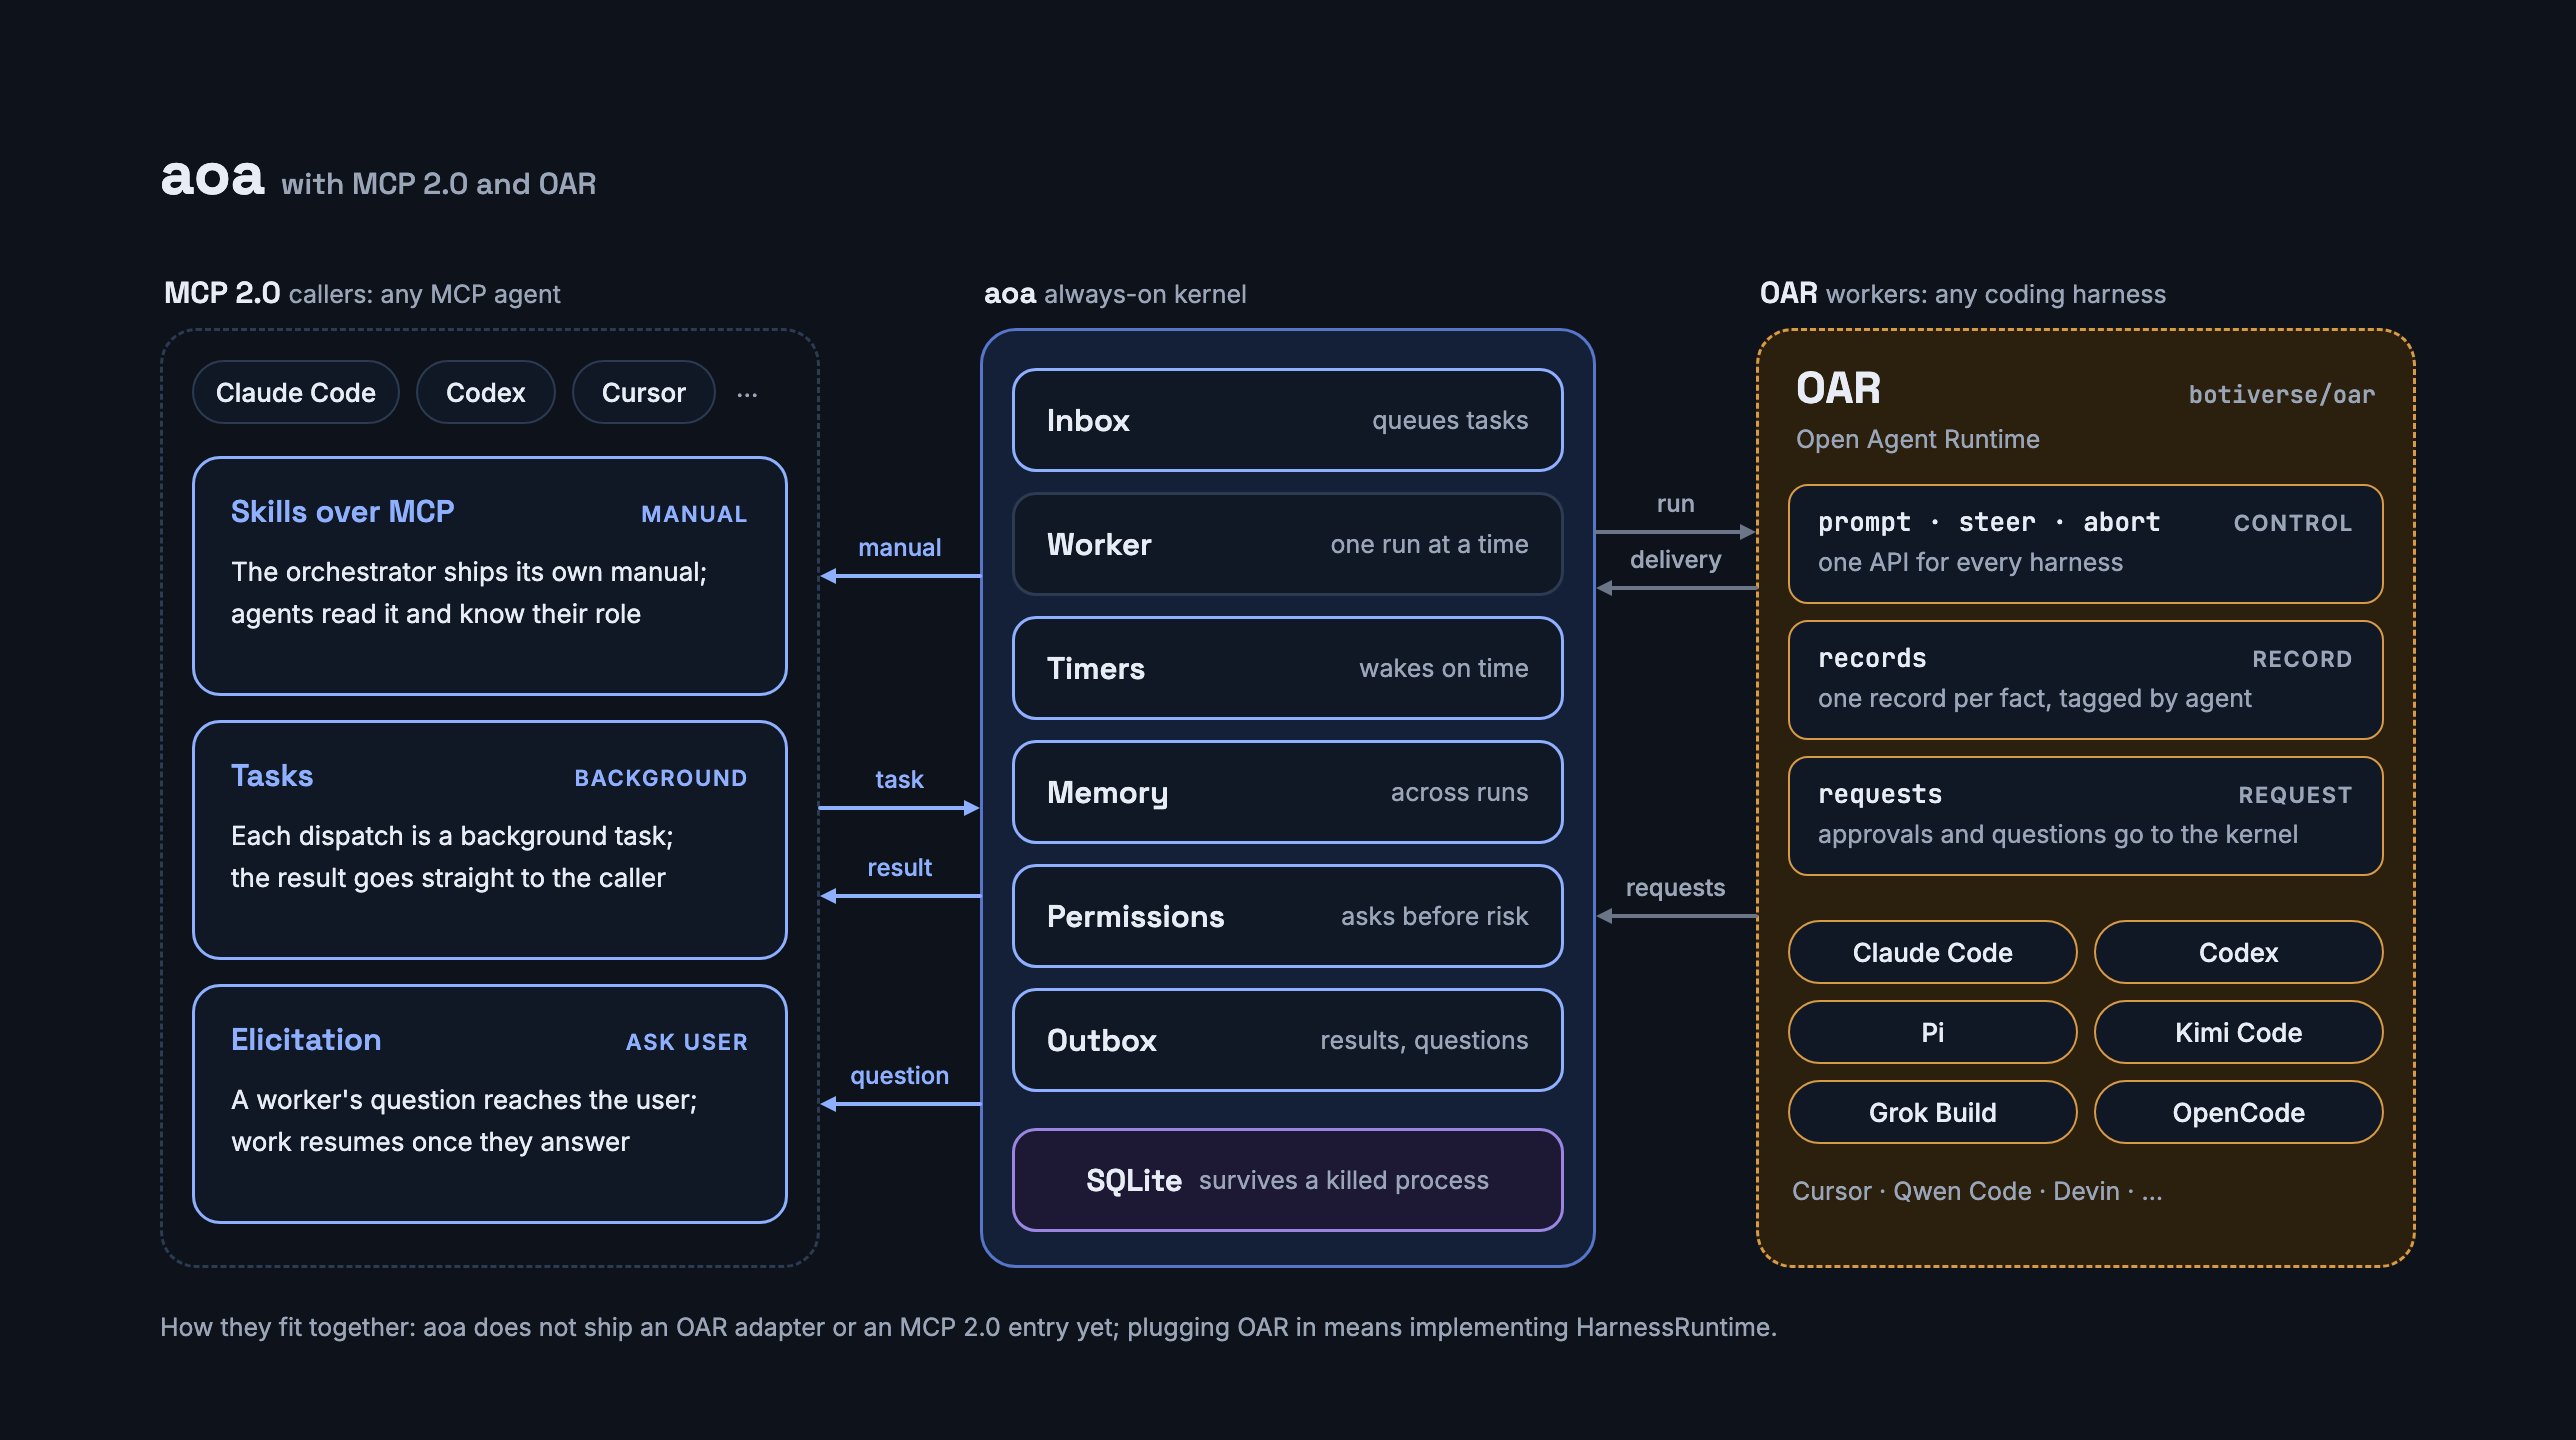 aoa with MCP 2.0 and OAR
MCP 2.0 callers: any MCP agent
Claude Code
Codex
Cursor
...
Skills over MCP
MANUAL
The orchestrator ships its own manual;
agents read it and know their role
Tasks
BACKGROUND
Each dispatch is a background task;
the result goes straight to the caller
Elicitation
ASK USER
A worker's question reaches the user;
work resumes once they answer
manual
task
result
question
aoa always-on kernel
Inbox
queues tasks
Worker
one run at a time
Timers
wakes on time
Memory
across runs
Permissions
asks before risk
Outbox
results, questions
SQLite survives a killed process
run
delivery
requests
OAR workers: any coding harness
OAR
botiverse/oar
Open Agent Runtime
prompt · steer · abort
CONTROL
one API for every harness
records
RECORD
one record per fact, tagged by agent
requests
REQUEST
approvals and questions go to the kernel
Claude Code
Codex
Pi
Kimi Code
Grok Build
OpenCode
Cursor · Qwen Code · Devin · ...
How they fit together: aoa does not ship an OAR adapter or an MCP 2.0 entry yet; plugging OAR in means implementing HarnessRuntime.